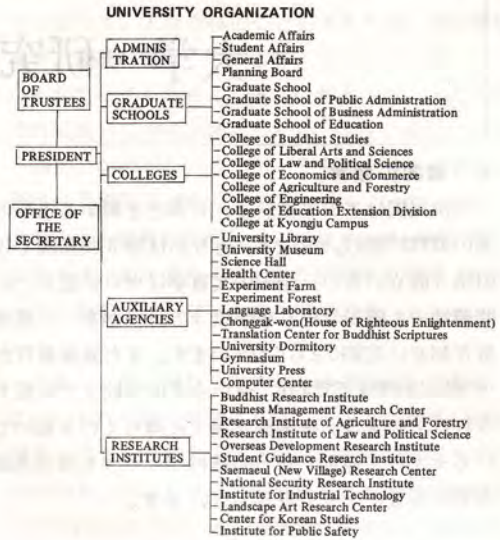 UNIVERSITY ORGANIZATION
BOARD
OF
TRUSTEES
PRESIDENT
OFFICE OF
THE
SECRETARY
ADMINIS
TRATION
Academic Affairs
Student Affairs
General Affairs
Planning Board
GRADUATE
SCHOOLS
Graduate School
Graduate School of Public Administration
Graduate School of Business Administration
Graduate School of Education
COLLEGES
College of Buddhist Studies
College of Liberal Arts and Sciences
College of Law and Political Science
College of Economics and Commerce
College of Agriculture and Forestry
College of Engineering
College of Education Extension Division
College at Kyongju Campus
AUXILIARY
AGENCIES
University Library
University Museum
Science Hall
Health Center
Experiment Farm
Experiment Forest
Language Laboratory
Chonggak-won(House of Righteous Enlightenment)
Translation Center for Buddhist Scriptures
University Dormitory
Gymnasium
University Press
Computer Center
RESEARCH
INSTITUTES
Buddhist Research Institute
Business Management Research Center
Research Institute of Agriculture and Forestry
Research Institute of Law and Political Science
Overseas Development Research Institute
Student Guidance Research Institute
Saemaeul (New Village) Research Center
National Security Research Institute
Institute for Industrial Technology
Landscape Art Research Center
Center for Korean Studies
Institute for Public Safety